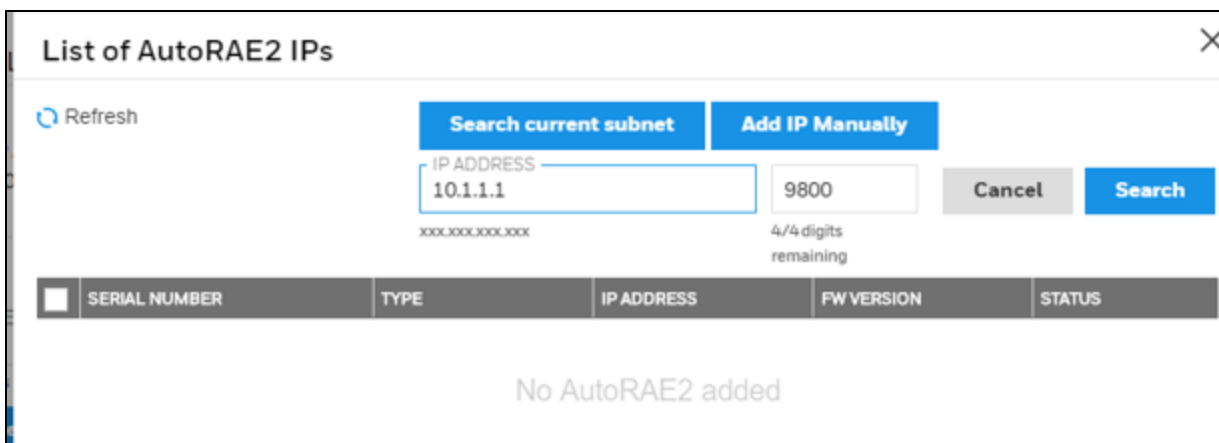 List of AutoRAE2 IPs
Refresh
Search current subnet
Add IP Manually
IP ADDRESS
10.1.1.1
9800
Cancel
Search
xxx.xxx.xxx.xxx
4/4 digits
remaining
SERIAL NUMBER
TYPE
IP ADDRESS
FW VERSION
STATUS
No AutoRAE2 added